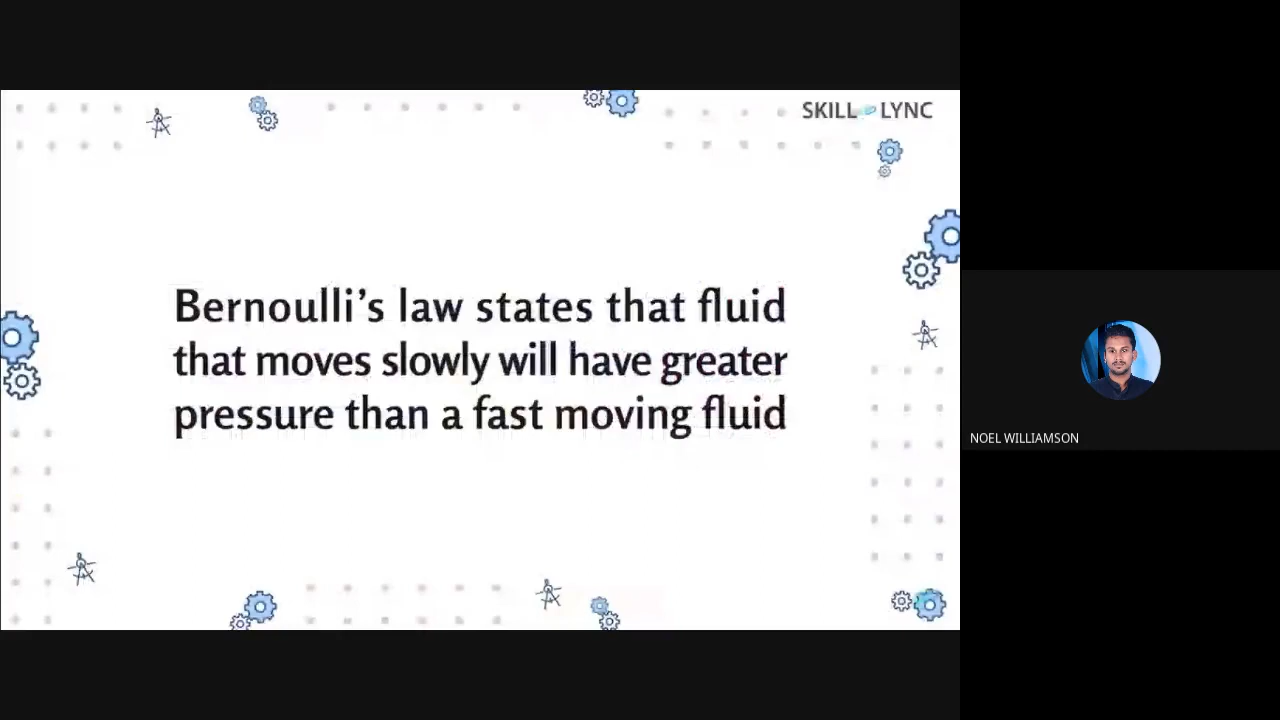 SKILL LYNC
Bernoulli’s law states that fluid
that moves slowly will have greater
pressure than a fast moving fluid
NOEL WILLIAMSON